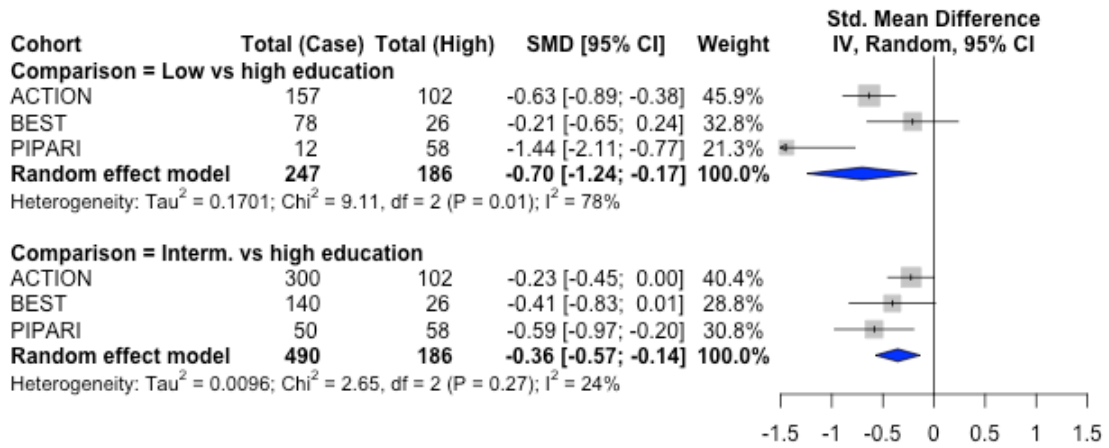 Std. Mean Difference
Cohort Total (Case) Total (High) SMD [95% CI] Weight IV, Random, 95% CI
Comparison = Low vs high education
ACTION 157 102 -0.63 [-0.89; -0.38] 45.9%
BEST 78 26 -0.21 [-0.65; 0.24] 32.8%
PIPARI 12 58 -1.44 [-2.11; -0.77] 21.3%
Random effect model 247 186 -0.70 [-1.24; -0.17] 100.0%
Heterogeneity: Tau² = 0.1701; Chi² = 9.11, df = 2 (P = 0.01); I² = 78%
Comparison = Interm. vs high education
ACTION 300 102 -0.23 [-0.45; 0.00] 40.4%
BEST 140 26 -0.41 [-0.83; 0.01] 28.8%
PIPARI 50 58 -0.59 [-0.97; -0.20] 30.8%
Random effect model 490 186 -0.36 [-0.57; -0.14] 100.0%
Heterogeneity: Tau² = 0.0096; Chi² = 2.65, df = 2 (P = 0.27); I² = 24%
-1.5 -1 -0.5 0 0.5 1 1.5